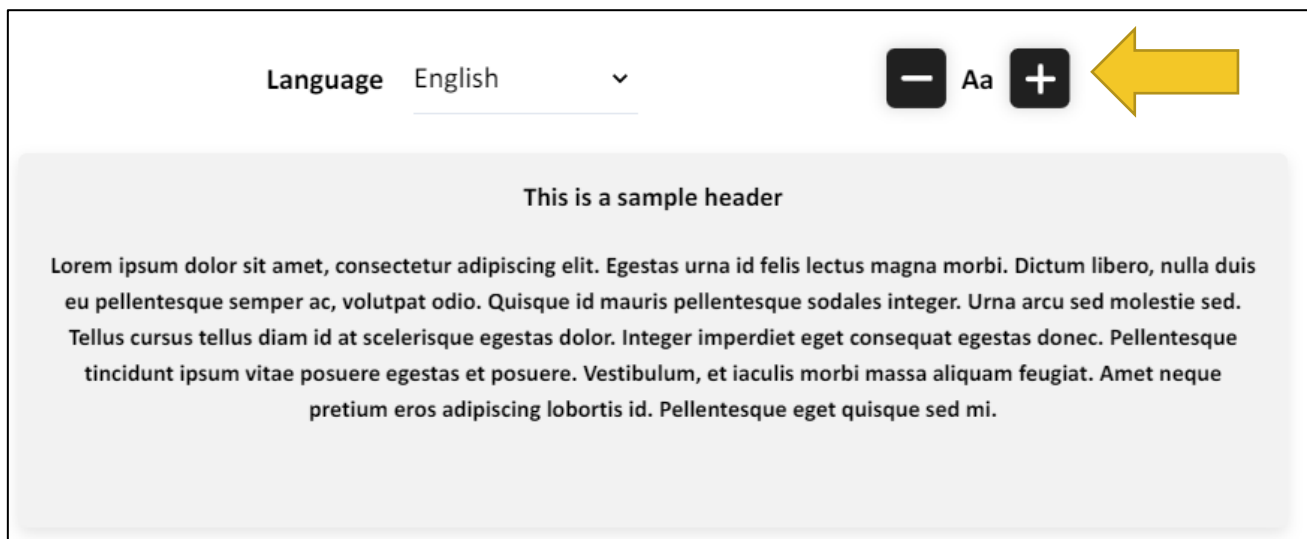 Language English
Aa
This is a sample header
Lorem ipsum dolor sit amet, consectetur adipiscing elit. Egestas urna id felis lectus magna morbi. Dictum libero, nulla duis
eu pellentesque semper ac, volutpat odio. Quisque id mauris pellentesque sodales integer. Urna arcu sed molestie sed.
Tellus cursus tellus diam id at scelerisque egestas dolor. Integer imperdiet eget consequat egestas donec. Pellentesque
tincidunt ipsum vitae posuere egestas et posuere. Vestibulum, et iaculis morbi massa aliquam feugiat. Amet neque
pretium eros adipiscing lobortis id. Pellentesque eget quisque sed mi.